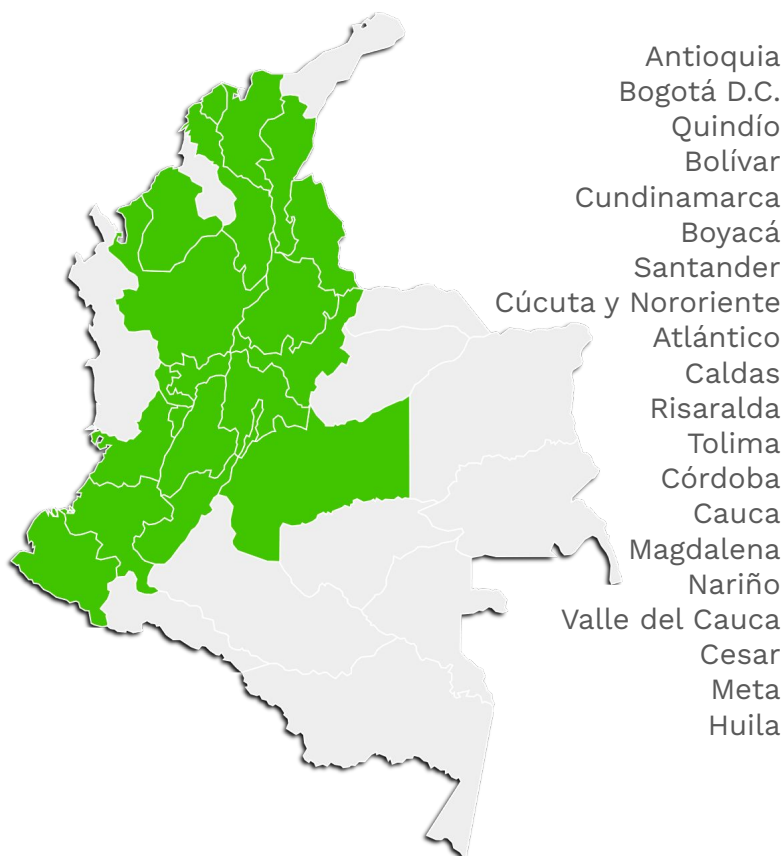 Antioquia
Bogotá D.C.
Quindío
Bolívar
Cundinamarca
Boyacá
Santander
Cúcuta y Nororiente
Atlántico
Caldas
Risaralda
Tolima
Córdoba
Cauca
Magdalena
Nariño
Valle del Cauca
Cesar
Meta
Huila